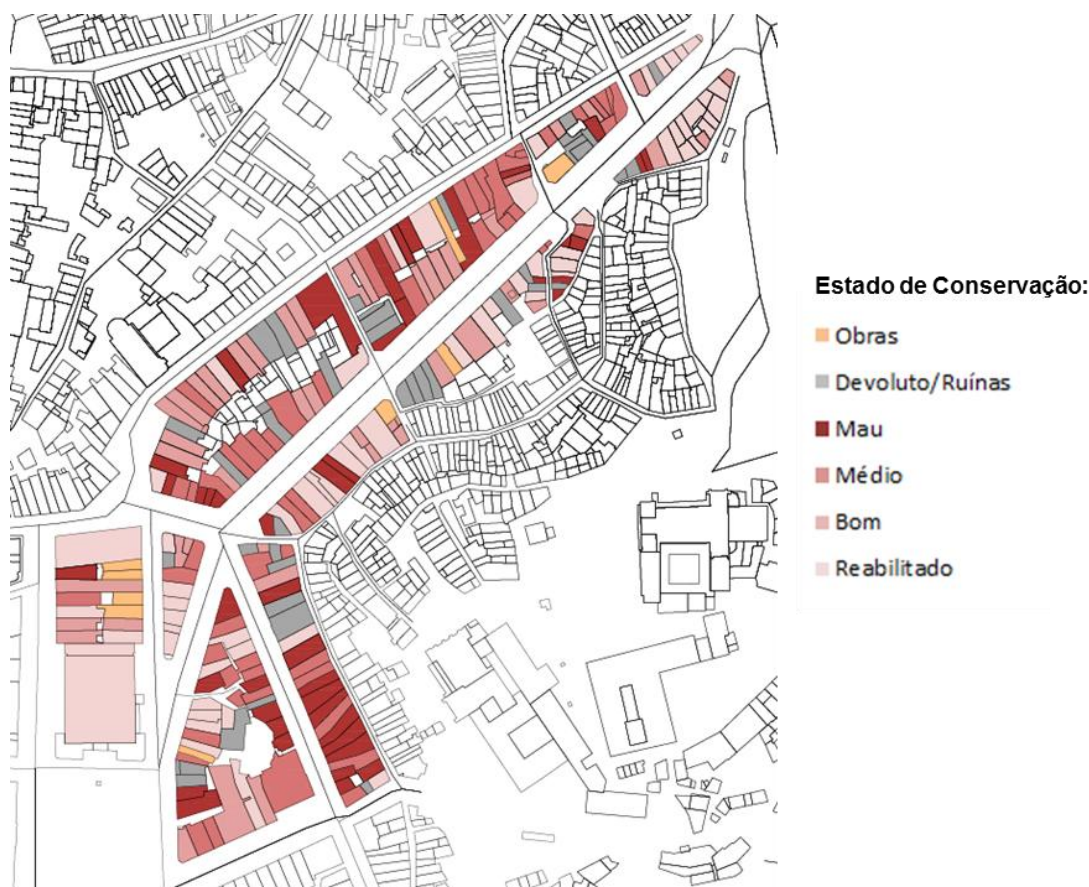 Estado de Conservação:
Obras
Devoluto/Ruínas
Mau
Médio
Bom
Reabilitado